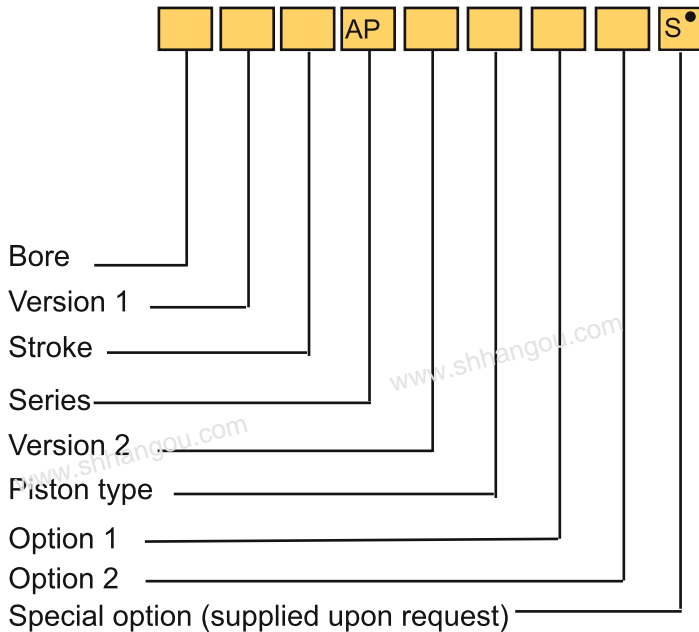 AP S•
Bore
Version 1
Stroke
www.shhangou.com
Series
Version 2
www.shhangou.com
Piston type
Option 1
Option 2
Special option (supplied upon request)